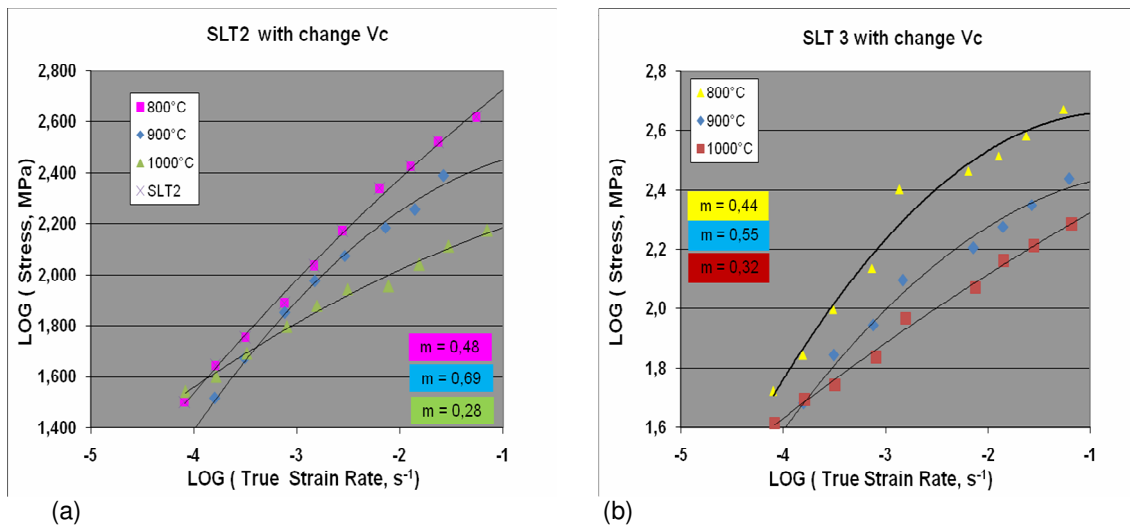 SLT2 with change Vc
LOG ( Stress, MPa)
2,800
2,600
2,400
2,200
2,000
1,800
1,600
1,400
800°C
900°C
1000°C
SLT2
m = 0,48
m = 0,69
m = 0,28
-5
-4
-3
-2
-1
LOG ( True Strain Rate, s-1)
(a)
SLT 3 with change Vc
LOG ( Stress, MPa)
2,8
2,6
2,4
2,2
2,0
1,8
1,6
800°C
900°C
1000°C
m = 0,44
m = 0,55
m = 0,32
-5
-4
-3
-2
-1
LOG ( True Strain Rate, s-1)
(b)